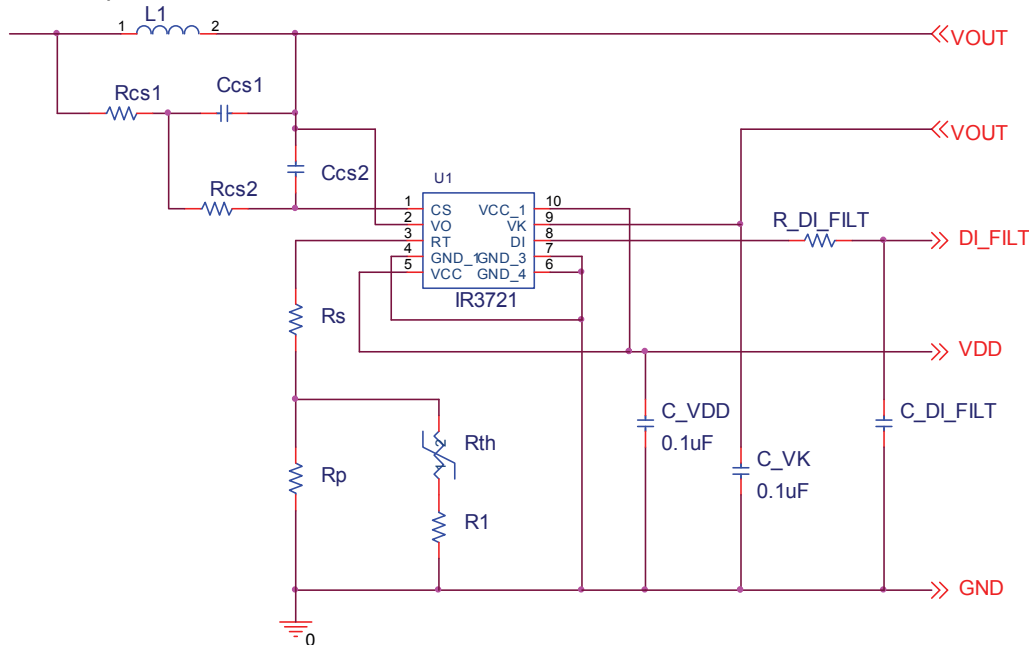 L1
1 2
VOUT
Rcs1
Ccs1
VOUT
Ccs2
Rcs2
U1
1 CS VCC_1 10
2 VO VK 9
3 RT DI 8
4 GND_1 GND_3 7
5 VCC GND_4 6
IR3721
R_DI_FILT
DI_FILT
Rs
VDD
C_VDD
0.1uF
C_DI_FILT
Rth
1 2
Rp
C_VK
0.1uF
R1
GND
0